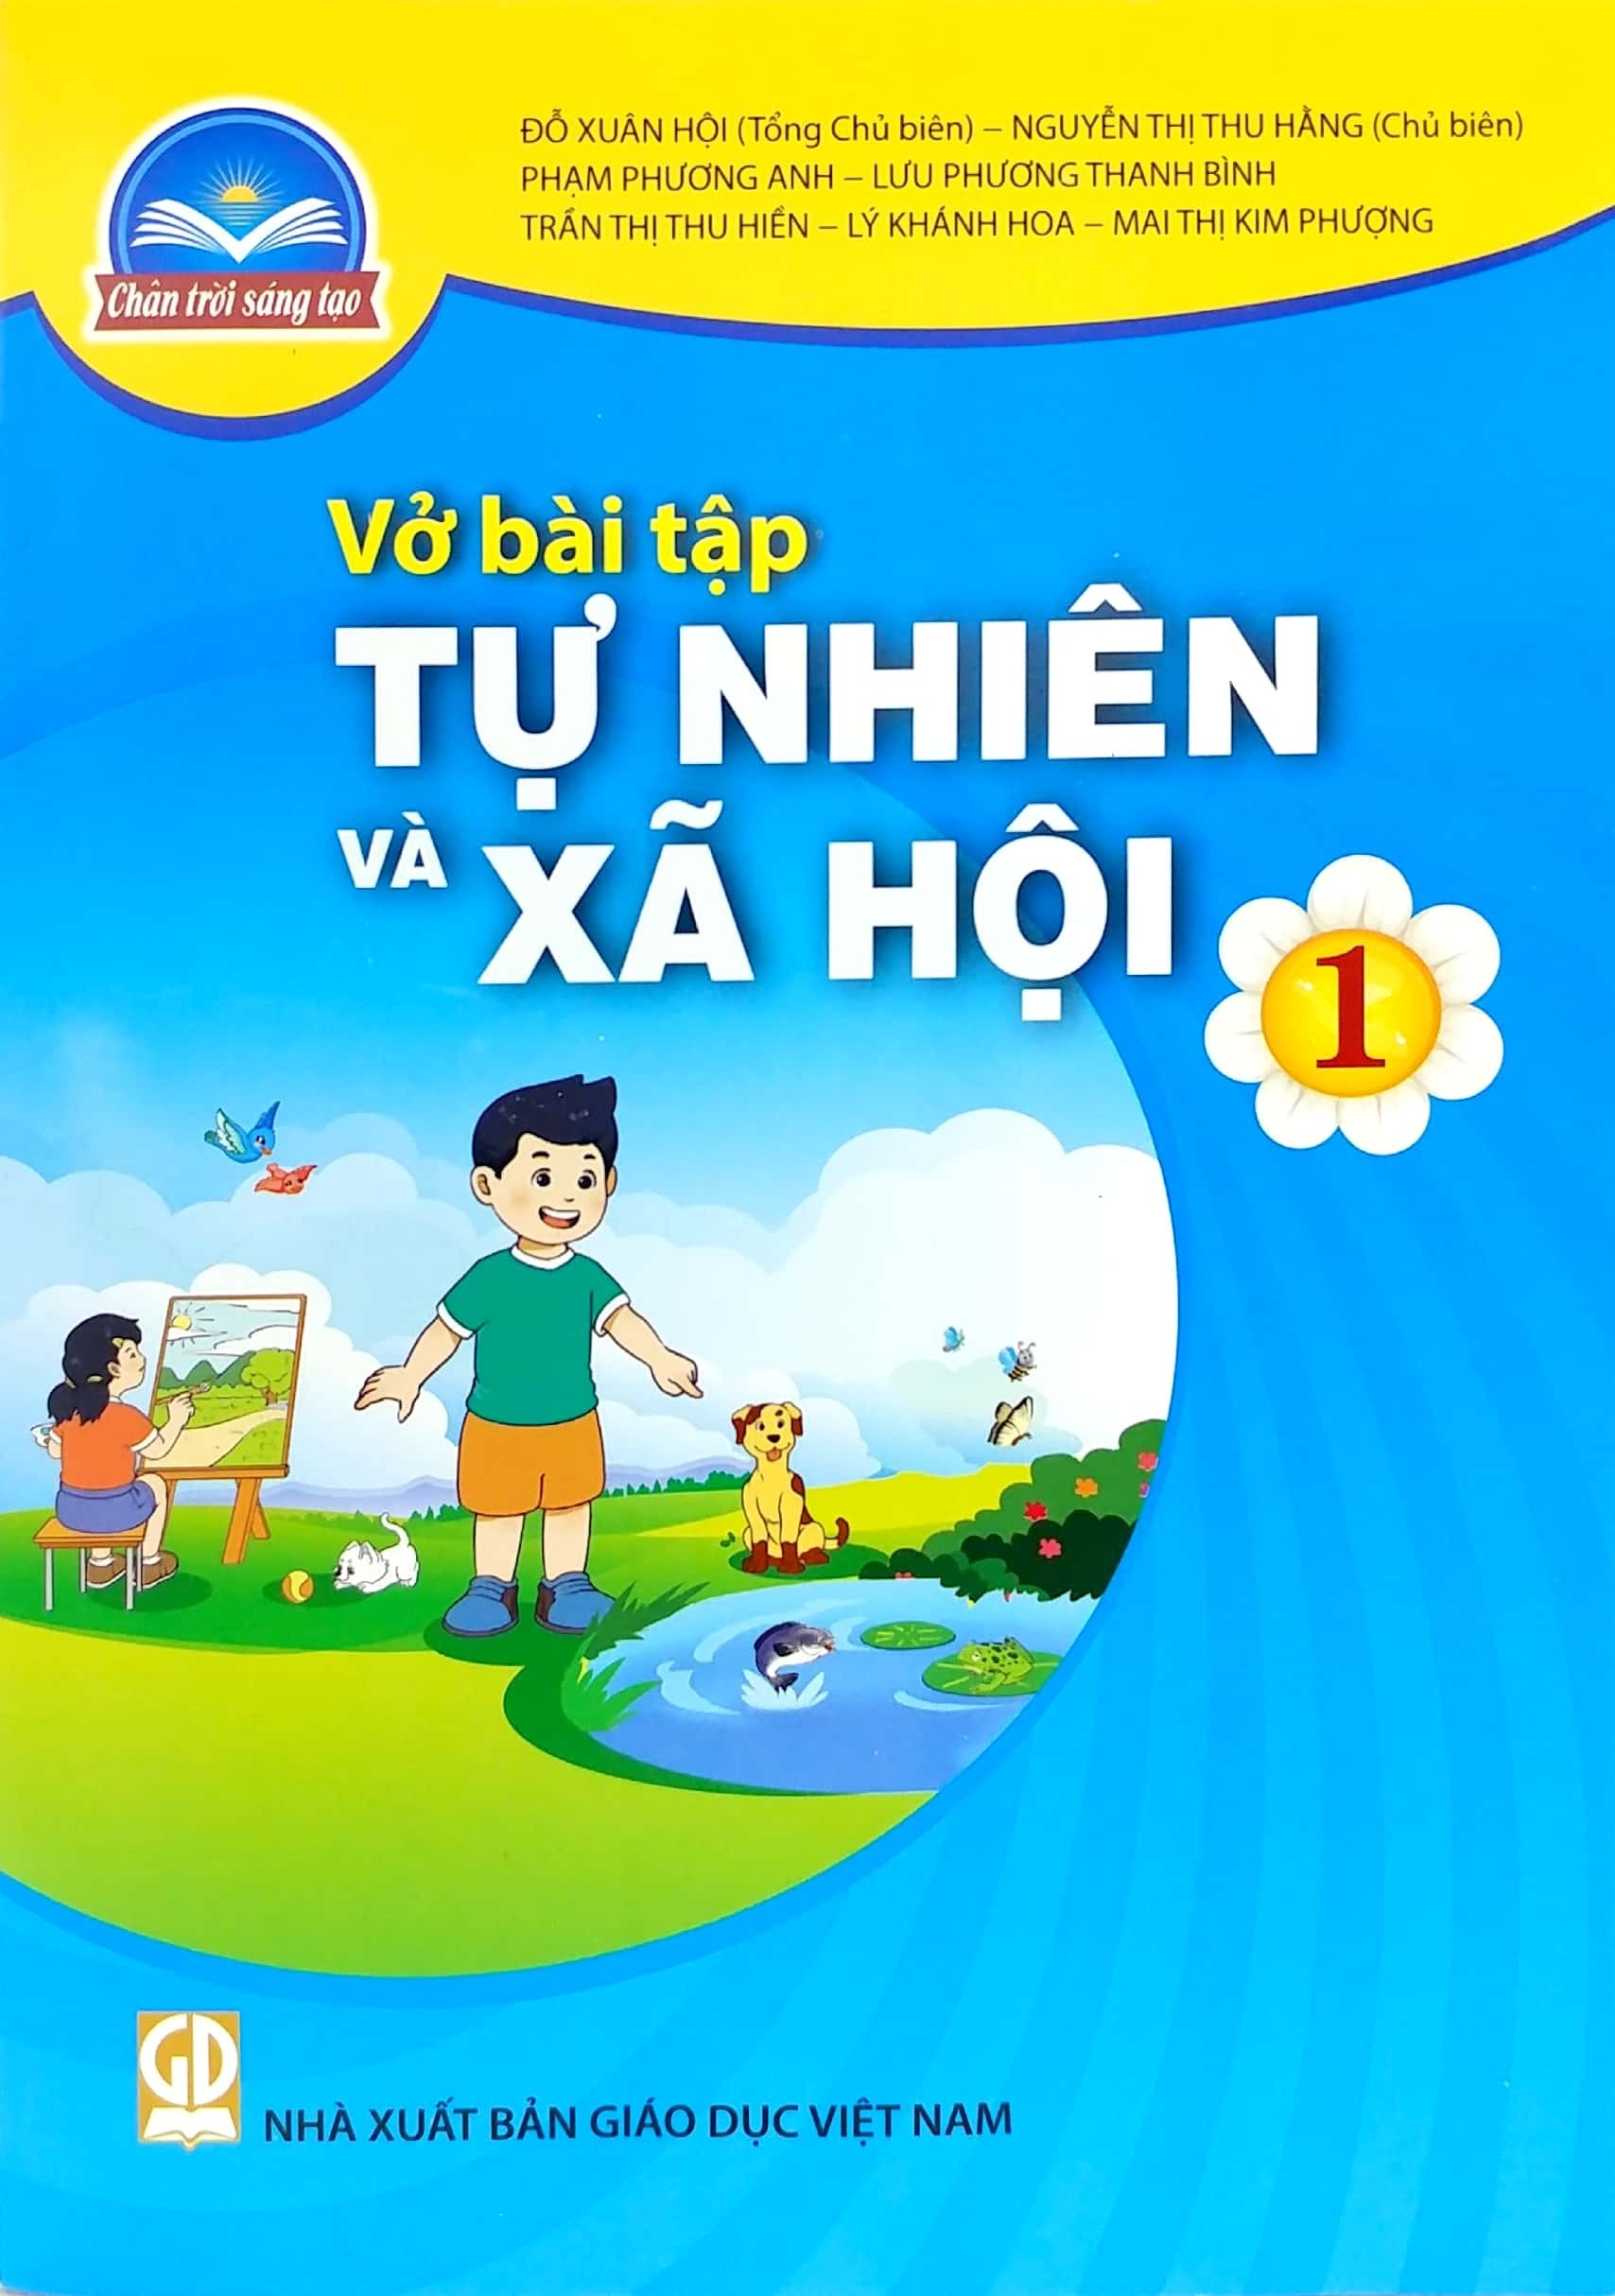 ĐỖ XUÂN HỘI (Tổng Chủ biên) – NGUYỄN THỊ THU HẰNG (Chủ biên)
PHẠM PHƯƠNG ANH – LƯU PHƯƠNG THANH BÌNH
TRẦN THỊ THU HIỀN – LÝ KHÁNH HOA – MAI THỊ KIM PHƯỢNG
Chân trời sáng tạo
Vở bài tập
TỰ NHIÊN
VÀ XÃ HỘI
1
GD
NHÀ XUẤT BẢN GIÁO DỤC VIỆT NAM